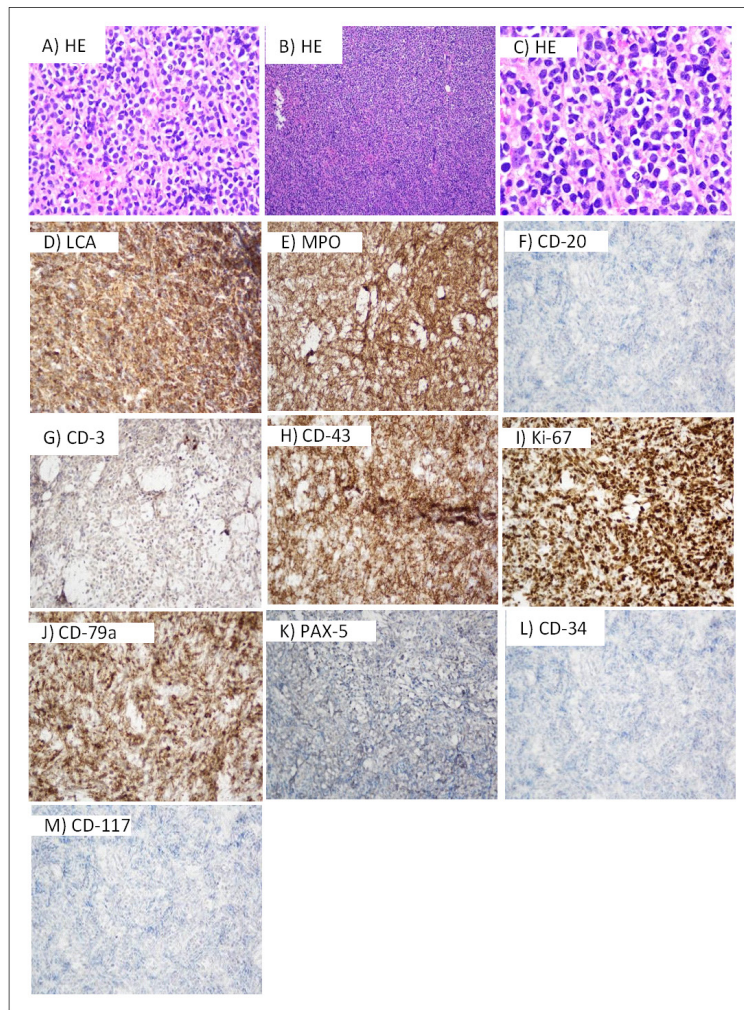 A) HE
B) HE
C) HE
D) LCA
E) MPO
F) CD-20
G) CD-3
H) CD-43
I) Ki-67
J) CD-79a
K) PAX-5
L) CD-34
M) CD-117